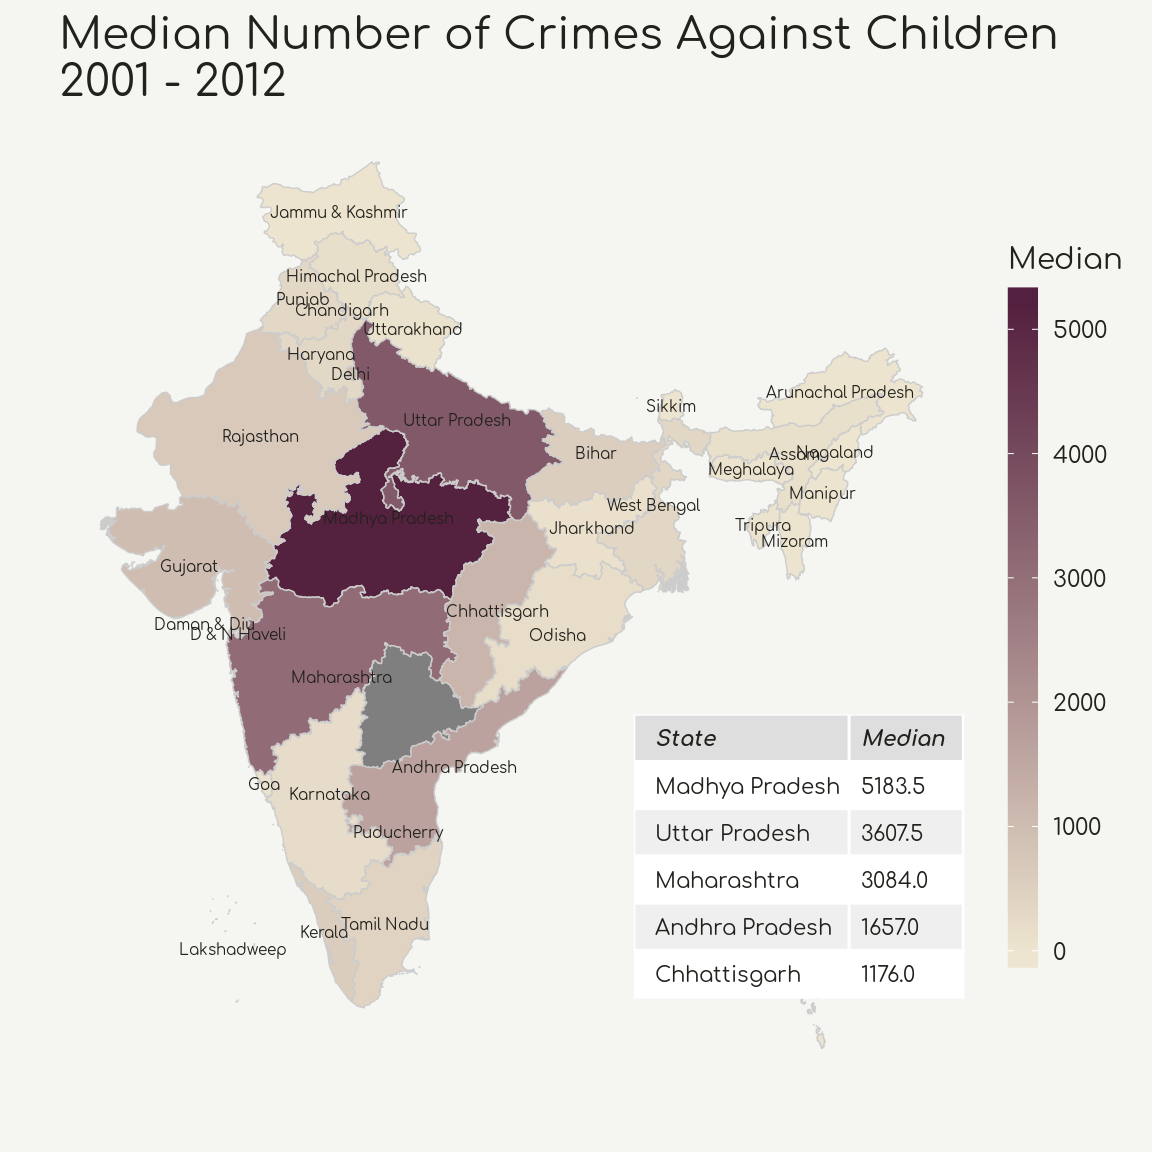 Median Number of Crimes Against Children
2001 - 2012
Jammu & Kashmir
Himachal Pradesh
Punjab
Chandigarh
Uttarakhand
Haryana
Delhi
Uttar Pradesh
Rajasthan
Bihar
Sikkim
Arunachal Pradesh
Assam
Nagaland
Meghalaya
Manipur
Tripura
Mizoram
West Bengal
Jharkhand
Madhya Pradesh
Gujarat
Daman & Diu
D & N Haveli
Chhattisgarh
Odisha
Maharashtra
Andhra Pradesh
Goa
Karnataka
Puducherry
Tamil Nadu
Kerala
Lakshadweep
Median
5000
4000
3000
2000
1000
0
State Median
Madhya Pradesh 5183.5
Uttar Pradesh 3607.5
Maharashtra 3084.0
Andhra Pradesh 1657.0
Chhattisgarh 1176.0